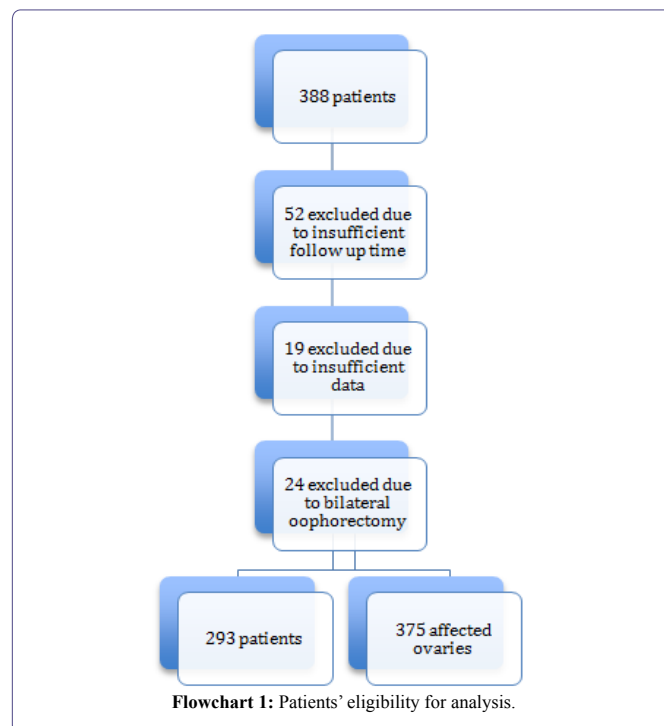 388 patients
52 excluded due
to insufficient
follow up time
19 excluded due
to insufficient
data
24 excluded due
to bilateral
oophorectomy
293 patients
375 affected
ovaries
Flowchart 1: Patients' eligibility for analysis.